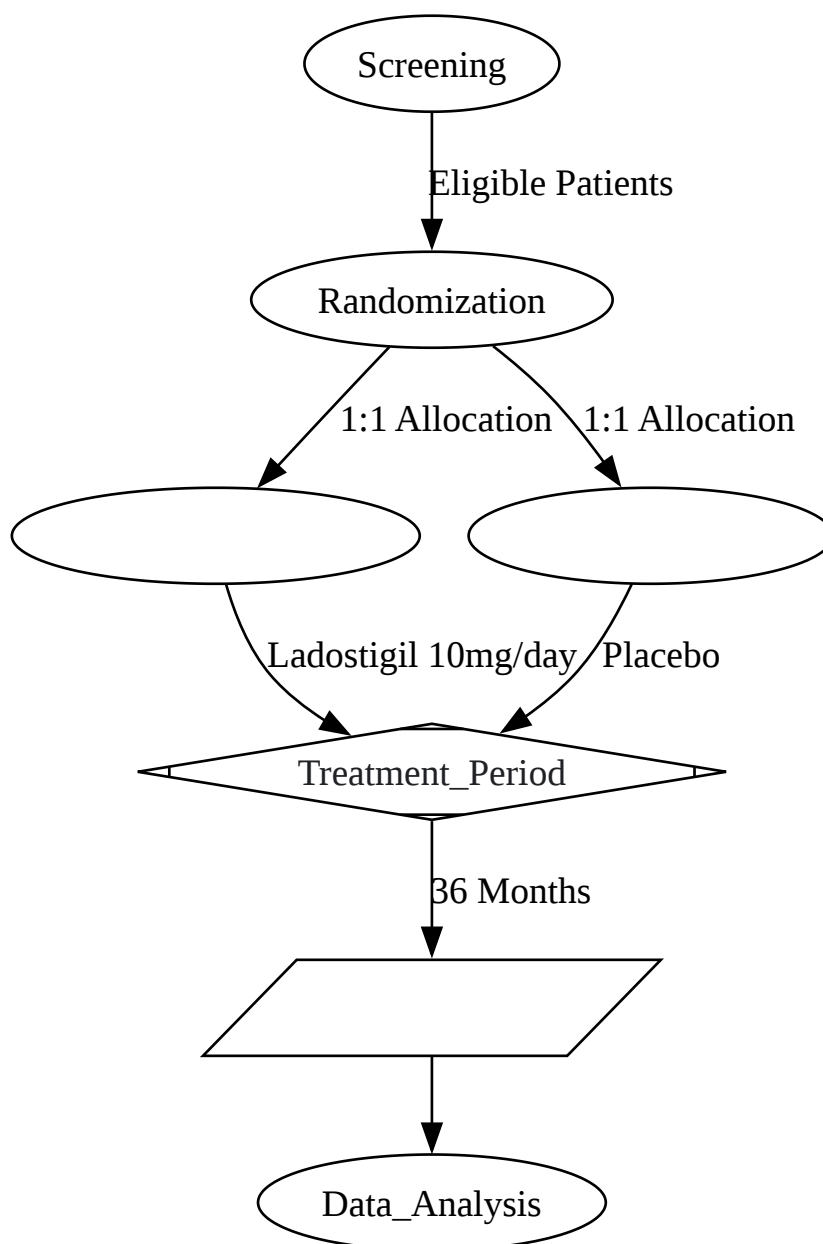 Screening
Eligible Patients
Randomization
1:1 Allocation
1:1 Allocation
Ladostigil 10mg/day
Placebo
Treatment_Period
36 Months
Data_Analysis